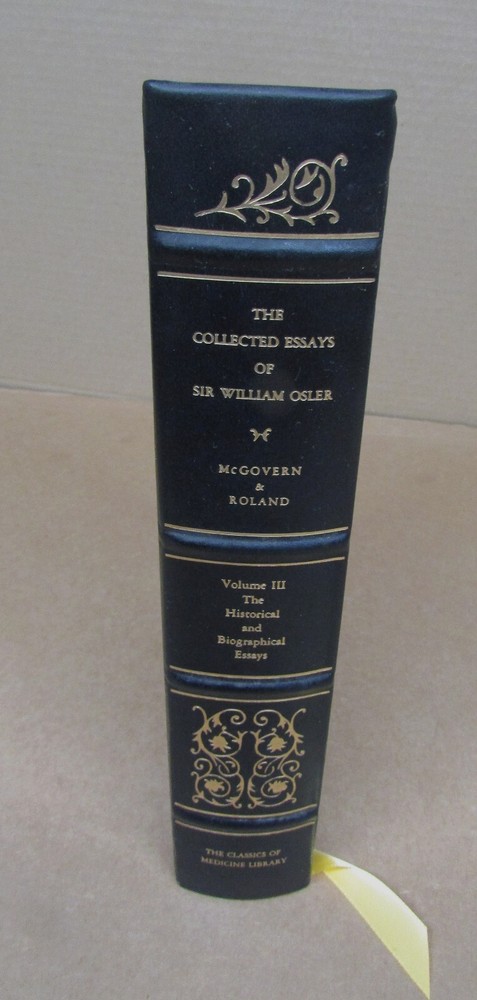 THE
COLLECTED ESSAYS
OF
SIR WILLIAM OSLER
McGOVERN
&
ROLAND
Volume III
The
Historical
and
Biographical
Essays
THE CLASSICS OF
MEDICINE LIBRARY